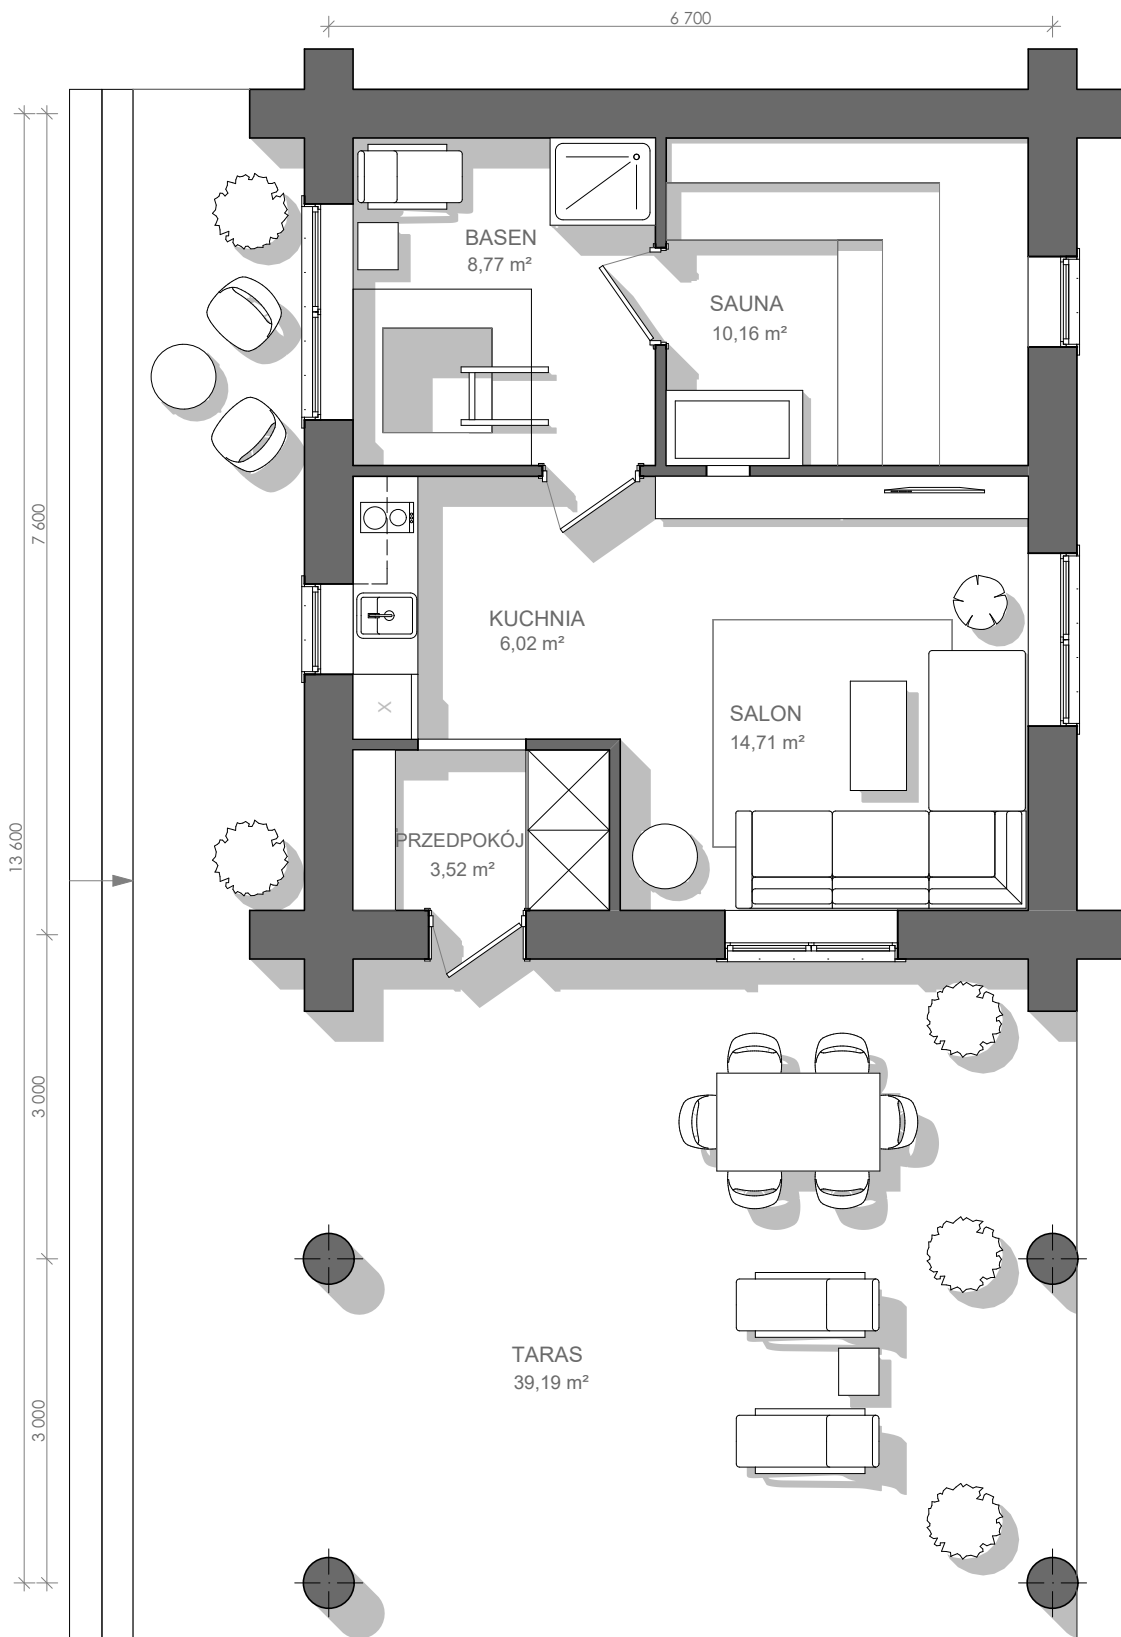 6 700
BASEN
8,77 m²
SAUNA
10,16 m²
7 600
KUCHNIA
6,02 m²
SALON
14,71 m²
13 600
PRZEDPOKÓJ
3,52 m²
3 000
TARAS
39,19 m²
3 000